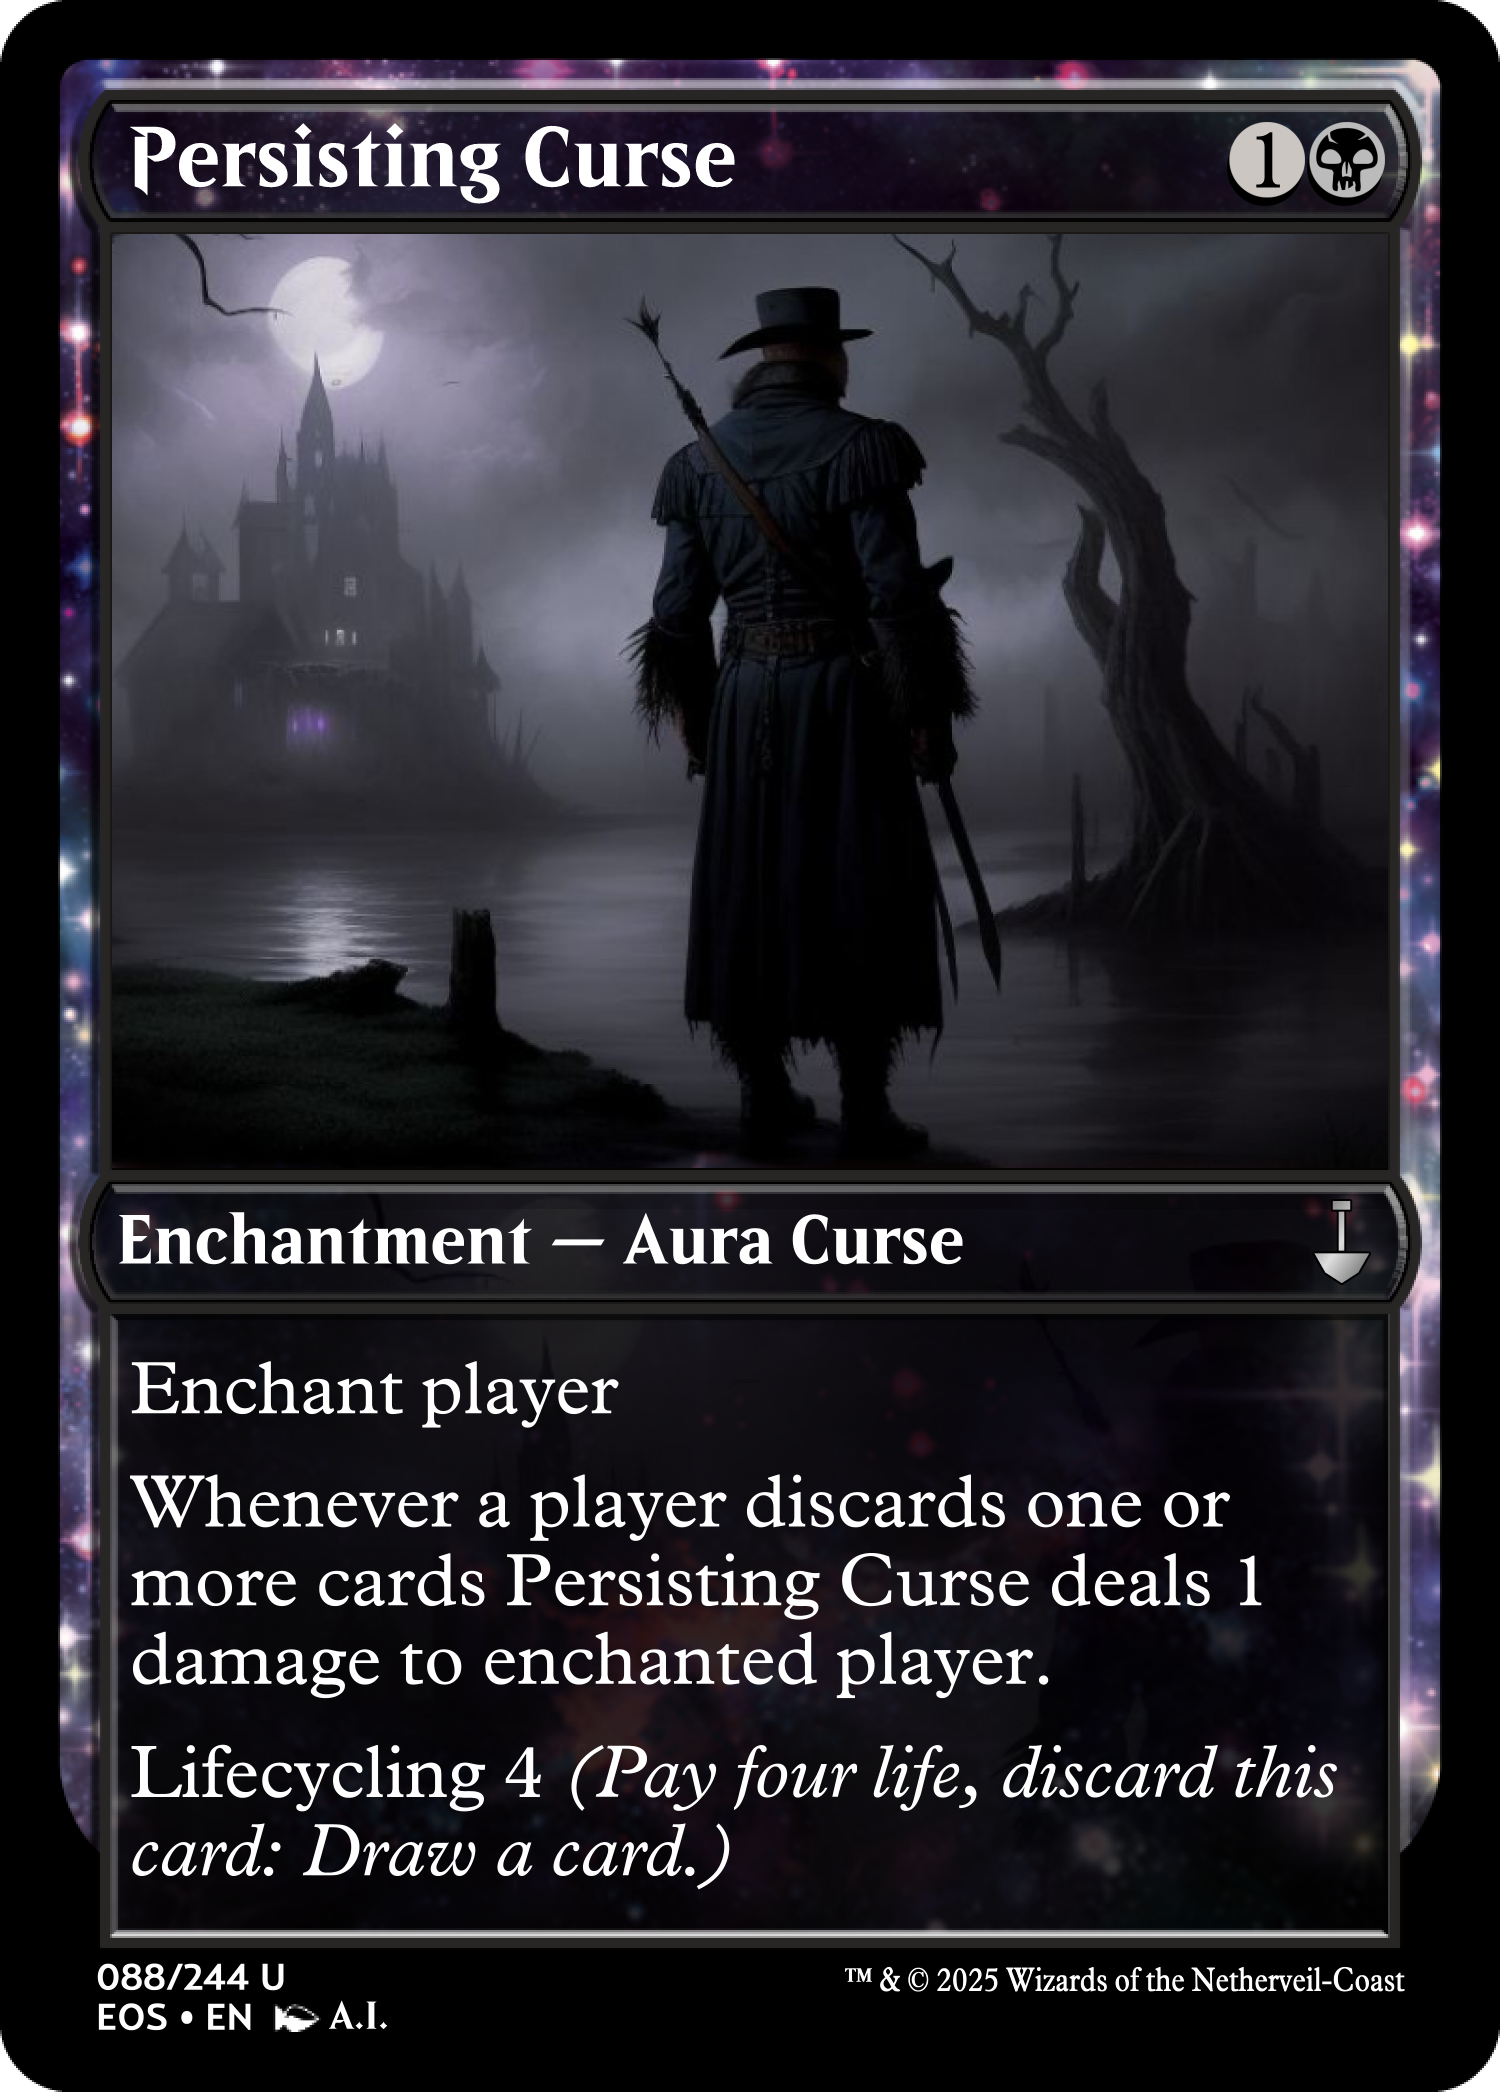 Persisting Curse 1
Enchantment — Aura Curse
Enchant player
Whenever a player discards one or
more cards Persisting Curse deals 1
damage to enchanted player.
Lifecycling 4 (Pay four life, discard this
card: Draw a card.)
088/244 U
™ & © 2025 Wizards of the Netherveil-Coast
EOS • EN A.I.